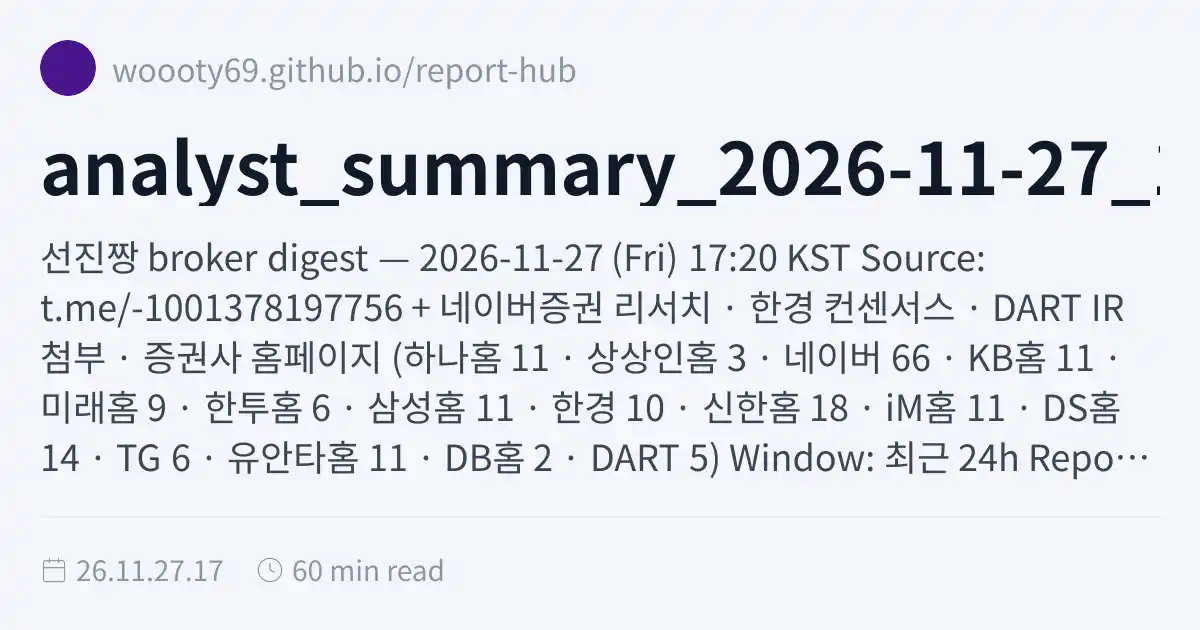 woooty69.github.io/report-hub
analyst_summary_2026-11-27_
선진짱 broker digest — 2026-11-27 (Fri) 17:20 KST Source:
t.me/-1001378197756 + 네이버증권 리서치 · 한경 컨센서스 · DART IR
첨부 · 증권사 홈페이지 (하나홈 11 · 상상인홈 3 · 네이버 66 · KB홈 11 ·
미래홈 9 · 한투홈 6 · 삼성홈 11 · 한경 10 · 신한홈 18 · iM홈 11 · DS홈
14 · TG 6 · 유안타홈 11 · DB홈 2 · DART 5) Window: 최근 24h Repo…
26.11.27.17 60 min read